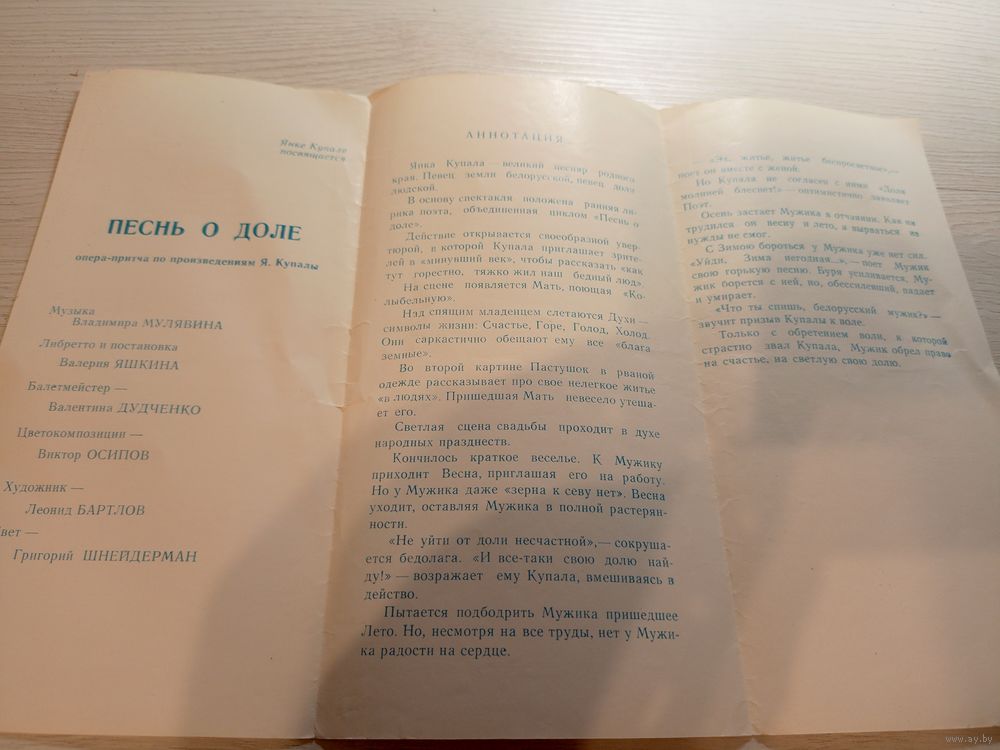 Янке Купале
посвящается
ПЕСНЬ О ДОЛЕ
опера-притча по произведениям Я. Купалы
Музыка
Владимира МУЛЯВИНА
Либретто и постановка
Валерия ЯШКИНА
Балетмейстер —
Валентина ДУДЧЕНКО
Цветокомпозиции —
Виктор ОСИПОВ
Художник —
Леонид БАРТЛОВ
вет —
Григорий ШНЕЙДЕРМАН
АННОТАЦИЯ
Янка Купала — великий песняр родного
края. Певец земли белорусской, певец доли
людской.
В основу спектакля положена ранняя ли-
рика поэта, объединенная циклом «Песнь о
доле».
Действие открывается своеобразной увер-
тюрой, в которой Купала приглашает зрите-
лей в «минувший век», чтобы рассказать «как
тут горестно, тяжко жил наш бедный люд».
На сцене появляется Мать, поющая «Ко-
лыбельную».
Над спящим младенцем слетаются Духи —
символы жизни: Счастье, Горе, Голод, Холод.
Они саркастично обещают ему все «блага
земные».
Во второй картине Пастушок в рваной
одежде рассказывает про свое нелегкое житье
«в людях». Пришедшая Мать невесело утеша-
ет его.
Светлая сцена свадьбы проходит в духе
народных празднеств.
Кончилось краткое веселье. К Мужику
приходит Весна, приглашая его на работу.
Но у Мужика даже «зерна к севу нет». Весна
уходит, оставляя Мужика в полной растерян-
ности.
«Не уйти от доли несчастной»,— сокруша-
ется бедолага. «И все-таки свою долю най-
ду!» — возражает ему Купала, вмешиваясь в
действо.
Пытается подбодрить Мужика пришедшее
Лето. Но, несмотря на все труды, нет у Мужи-
ка радости на сердце.
— «Эх, житье, житье беспросветное»,—
поет он вместе с женой.
Но Купала не согласен с ними «Доля
молнией блеснет!» — оптимистично заявляет
Поэт.
Осень застает Мужика в отчаянии. Как ни
трудился он весну и лето, а вырваться из
нужды не смог.
С Зимою бороться у Мужика уже нет сил.
«Уйди, Зима негодная...»,— поет Мужик
свою горькую песню. Буря усиливается, Му-
жик борется с ней, но, обессилевший, падает
и умирает.
«Что ты спишь, белорусский мужик?» —
звучит призыв Купалы к воле.
Только с обретением воли, к которой
страстно звал Купала, Мужик обрел право
на счастье, на светлую свою долю.
www.ay.by